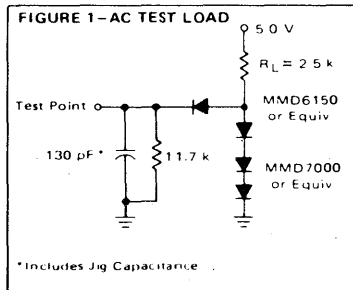 FIGURE 1-AC TEST LOAD
5 0 V
R_L = 2 5 k
Test Point
MMD6150
or Equiv
130 pF*
11.7 k
MMD7000
or Equiv
*Includes Jig Capacitance